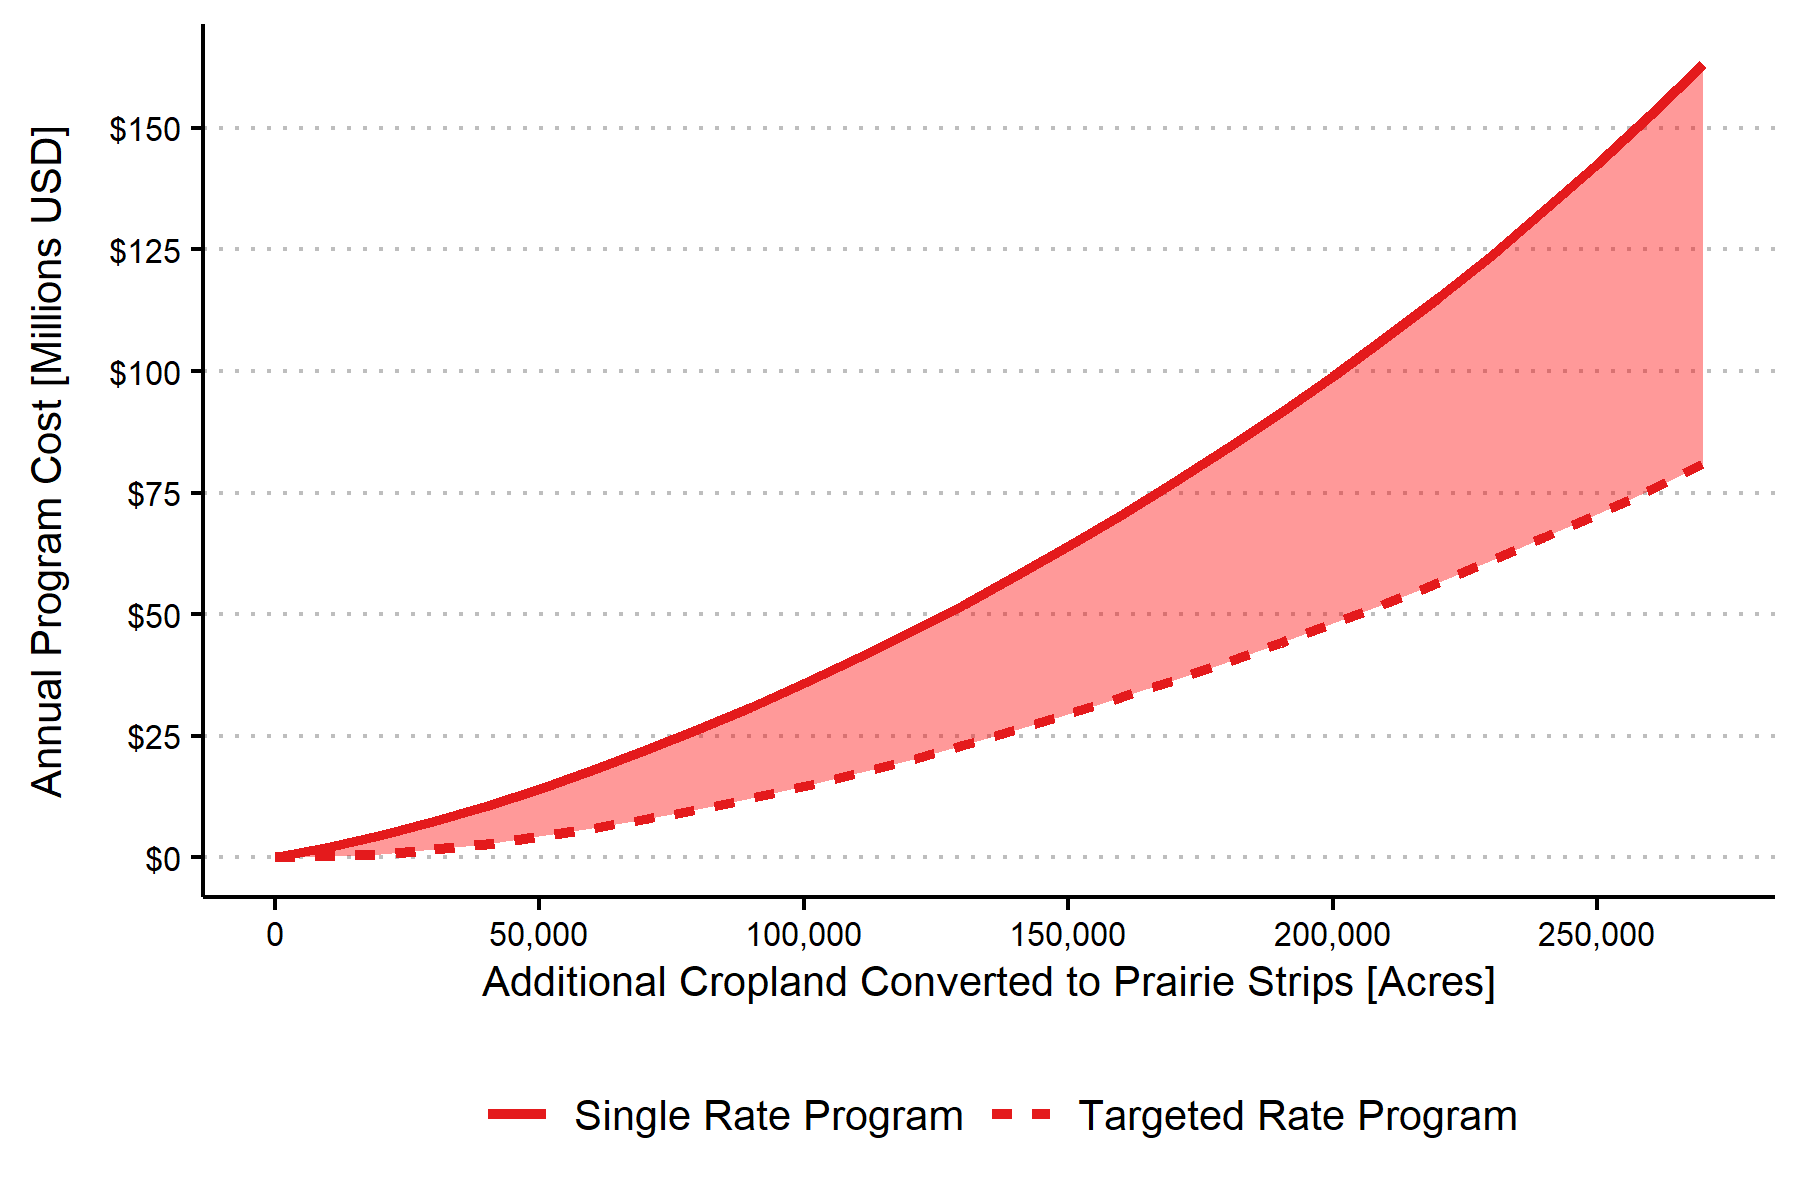 Annual Program Cost [Millions USD]
$150
$125
$100
$75
$50
$25
$0
0 50,000 100,000 150,000 200,000 250,000
Additional Cropland Converted to Prairie Strips [Acres]
Single Rate Program Targeted Rate Program